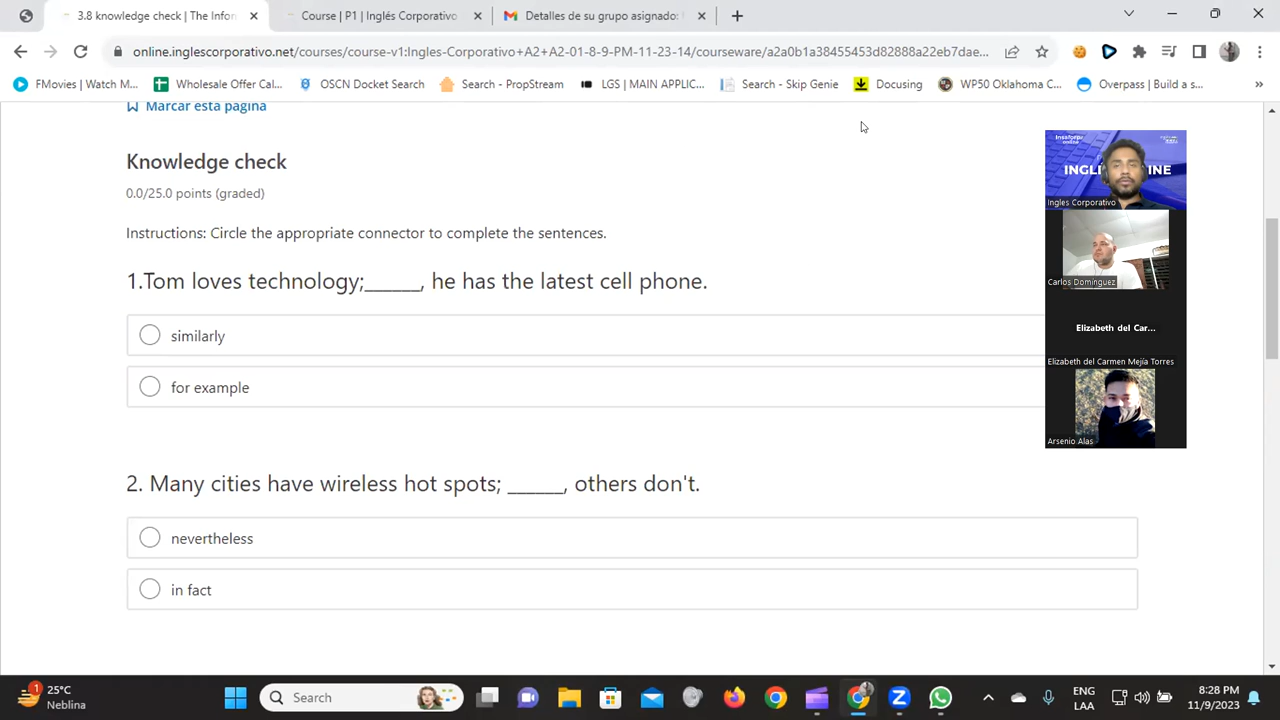 3.8 knowledge check | The Infor
Course | P1 | Inglés Corporativo
Detalles de su grupo asignado:
online.inglescorporativo.net/courses/course-v1:Ingles-Corporativo+A2+A2-01-8-9-PM-11-23-14/courseware/a2a0b1a38455453d82888a22eb7dae...
FMovies | Watch M...
Wholesale Offer Cal...
OSCN Docket Search
Search - PropStream
LGS | MAIN APPLIC...
Search - Skip Genie
Docusing
WP50 Oklahoma C...
Overpass | Build a s...
Marcar esta página
Knowledge check
0.0/25.0 points (graded)
Instructions: Circle the appropriate connector to complete the sentences.
1.Tom loves technology;______, he has the latest cell phone.
similarly
for example
2. Many cities have wireless hot spots; ______, others don't.
nevertheless
in fact
Ingles Corporativo
Carlos Dominguez
Elizabeth del Car...
Elizabeth del Carmen Mejía Torres
Arsenio Alas
1
25°C
Neblina
Search
ENG
LAA
8:28 PM
11/9/2023